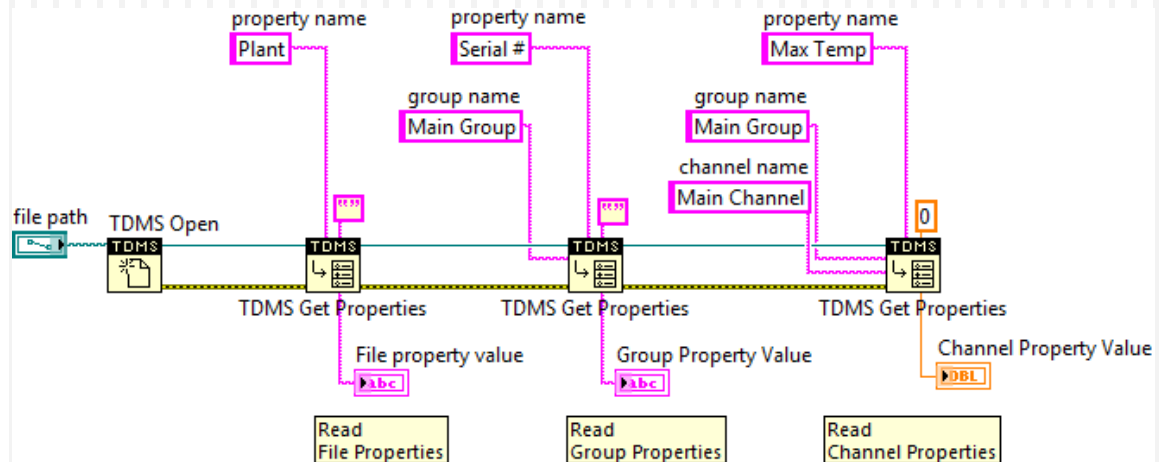 property name
Plant
property name
Serial #
property name
Max Temp
group name
Main Group
group name
Main Group
channel name
Main Channel
""
""
0
file path
TDMS Open
TDMS
TDMS
TDMS
TDMS
TDMS Get Properties
TDMS Get Properties
TDMS Get Properties
File property value
abc
Group Property Value
abc
Channel Property Value
DBL
Read
File Properties
Read
Group Properties
Read
Channel Properties